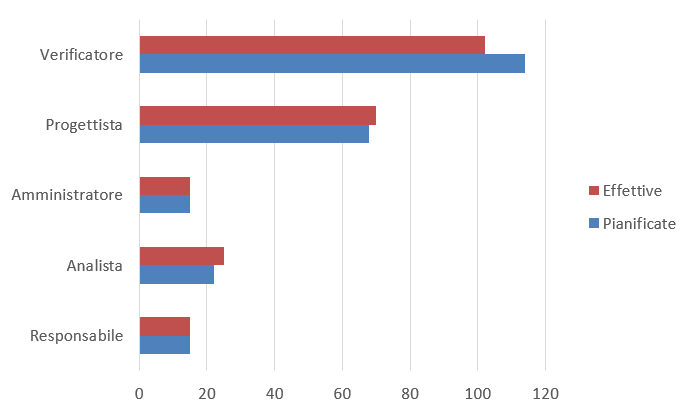 Verificatore
Progettista
Amministratore
Analista
Responsabile
0 20 40 60 80 100 120
Effettive
Pianificate